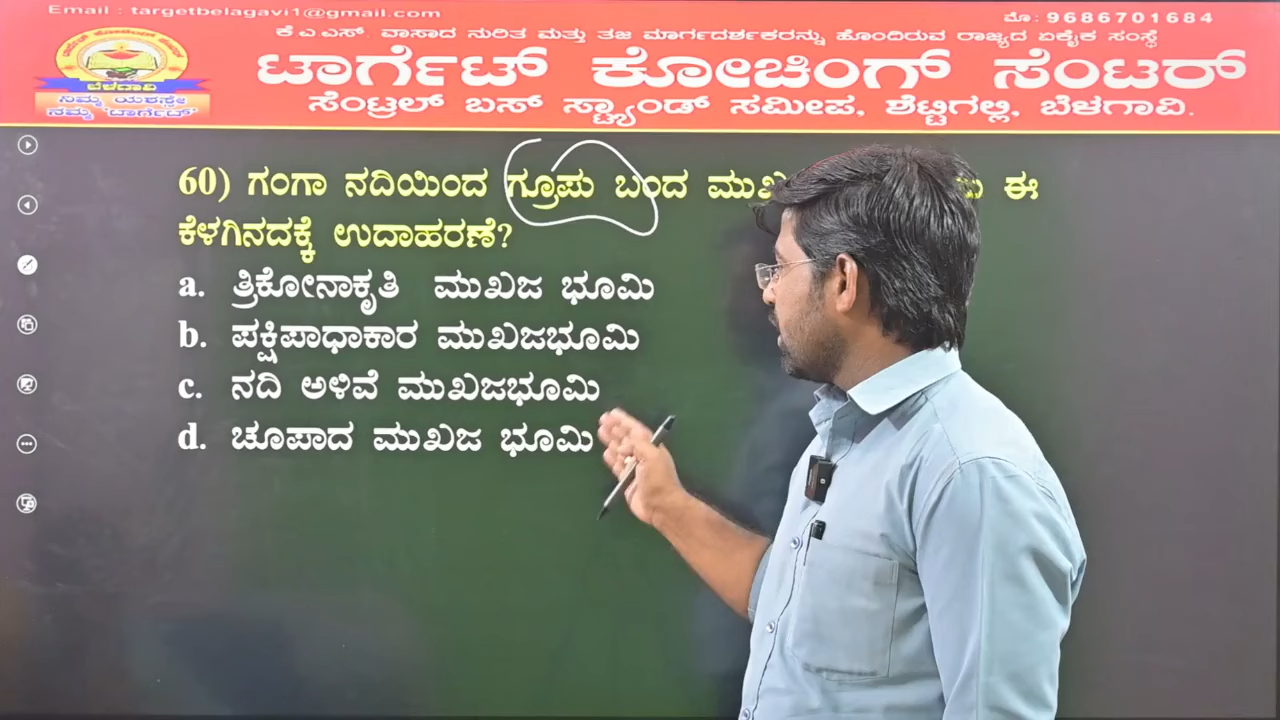 Email : targetbelagavi1@gmail.com
ಮೊ: 9686701684
ಕೆ.ಎ.ಎಸ್. ವಾಸಾದ ನುರಿತ ಮತ್ತು ತಜ್ಞ ಮಾರ್ಗದರ್ಶಕರನ್ನು ಹೊಂದಿರುವ ರಾಜ್ಯದ ಏಕೈಕ ಸಂಸ್ಥೆ
ಟಾರ್ಗೆಟ್ ಕೋಚಿಂಗ್ ಸೆಂಟರ್
ಸೆಂಟ್ರಲ್ ಬಸ್ ಸ್ಟ್ಯಾಂಡ್ ಸಮೀಪ, ಶೆಟ್ಟಿಗಲ್ಲಿ, ಬೆಳಗಾವಿ.
ಟಾರ್ಗೆಟ್ ಕೋಚಿಂಗ್ ಸೆಂಟರ್
ಬೆಳಗಾವಿ
ನಿಮ್ಮ ಯಶಸ್ಸೇ
ನಮ್ಮ ಟಾರ್ಗೆಟ್
60) ಗಂಗಾ ನದಿಯಿಂದ ಗ್ರೂಪು ಬಂದ ಈ
ಕೆಳಗಿನದಕ್ಕೆ ಉದಾಹರಣೆ?
a. ತ್ರಿಕೋನಾಕೃತಿ ಮುಖಜ ಭೂಮಿ
b. ಪಕ್ಷಿಪಾಧಾಕಾರ ಮುಖಜಭೂಮಿ
c. ನದಿ ಅಳಿವೆ ಮುಖಜಭೂಮಿ
d. ಚೂಪಾದ ಮುಖಜ ಭೂಮಿ